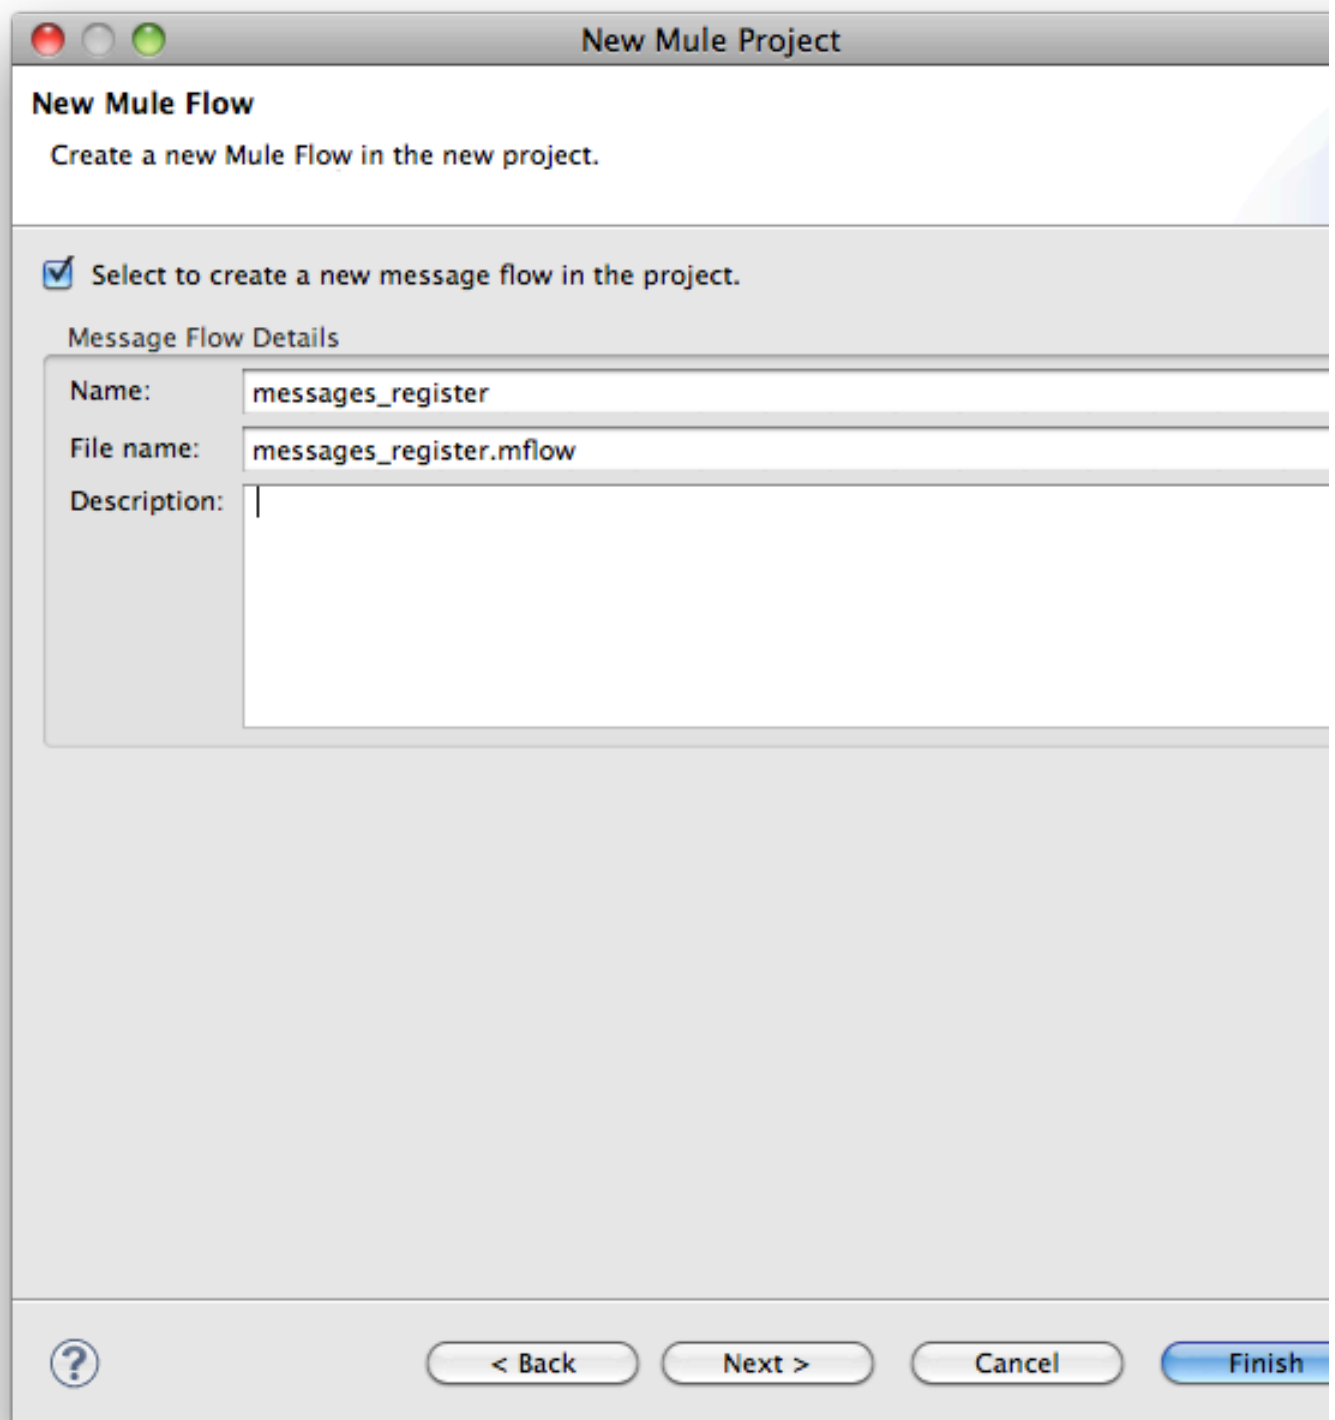 New Mule Project
New Mule Flow
Create a new Mule Flow in the new project.
Select to create a new message flow in the project.
Message Flow Details
Name: messages_register
File name: messages_register.mflow
Description:
? < Back Next > Cancel Finish